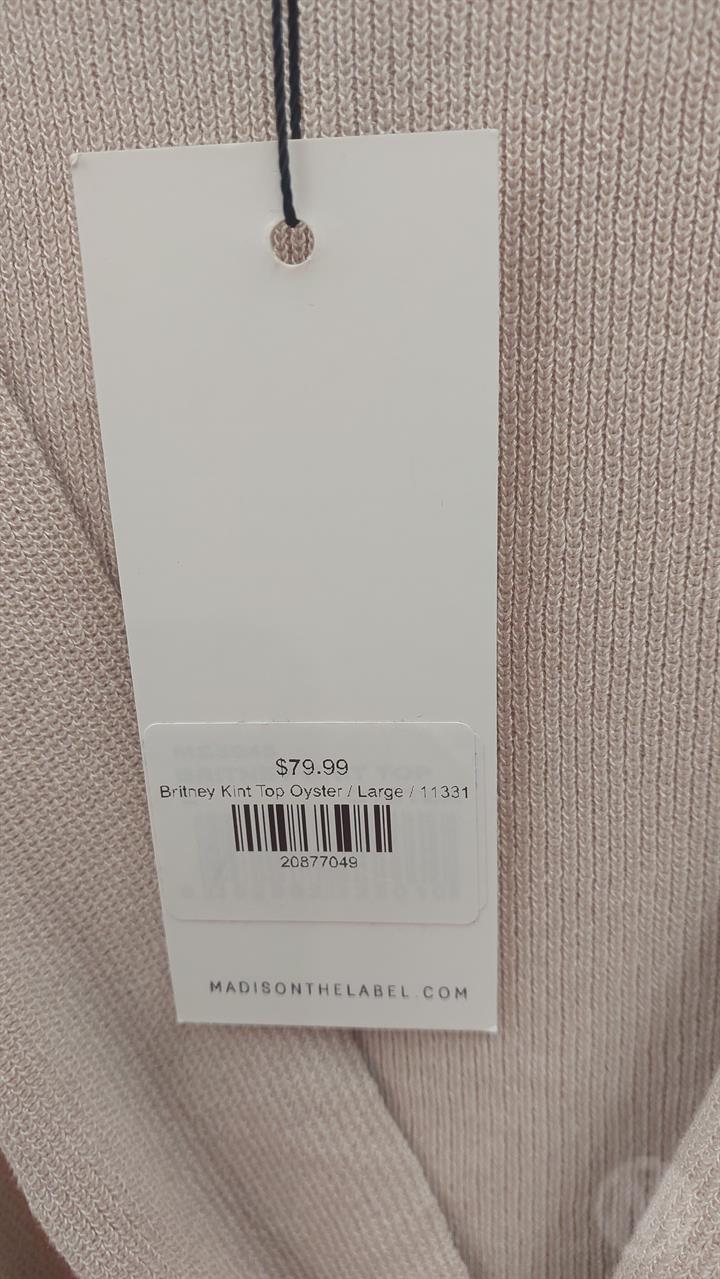 $79.99
Britney Kint Top Oyster / Large / 11331
20877049
MADISONTHELABEL.COM